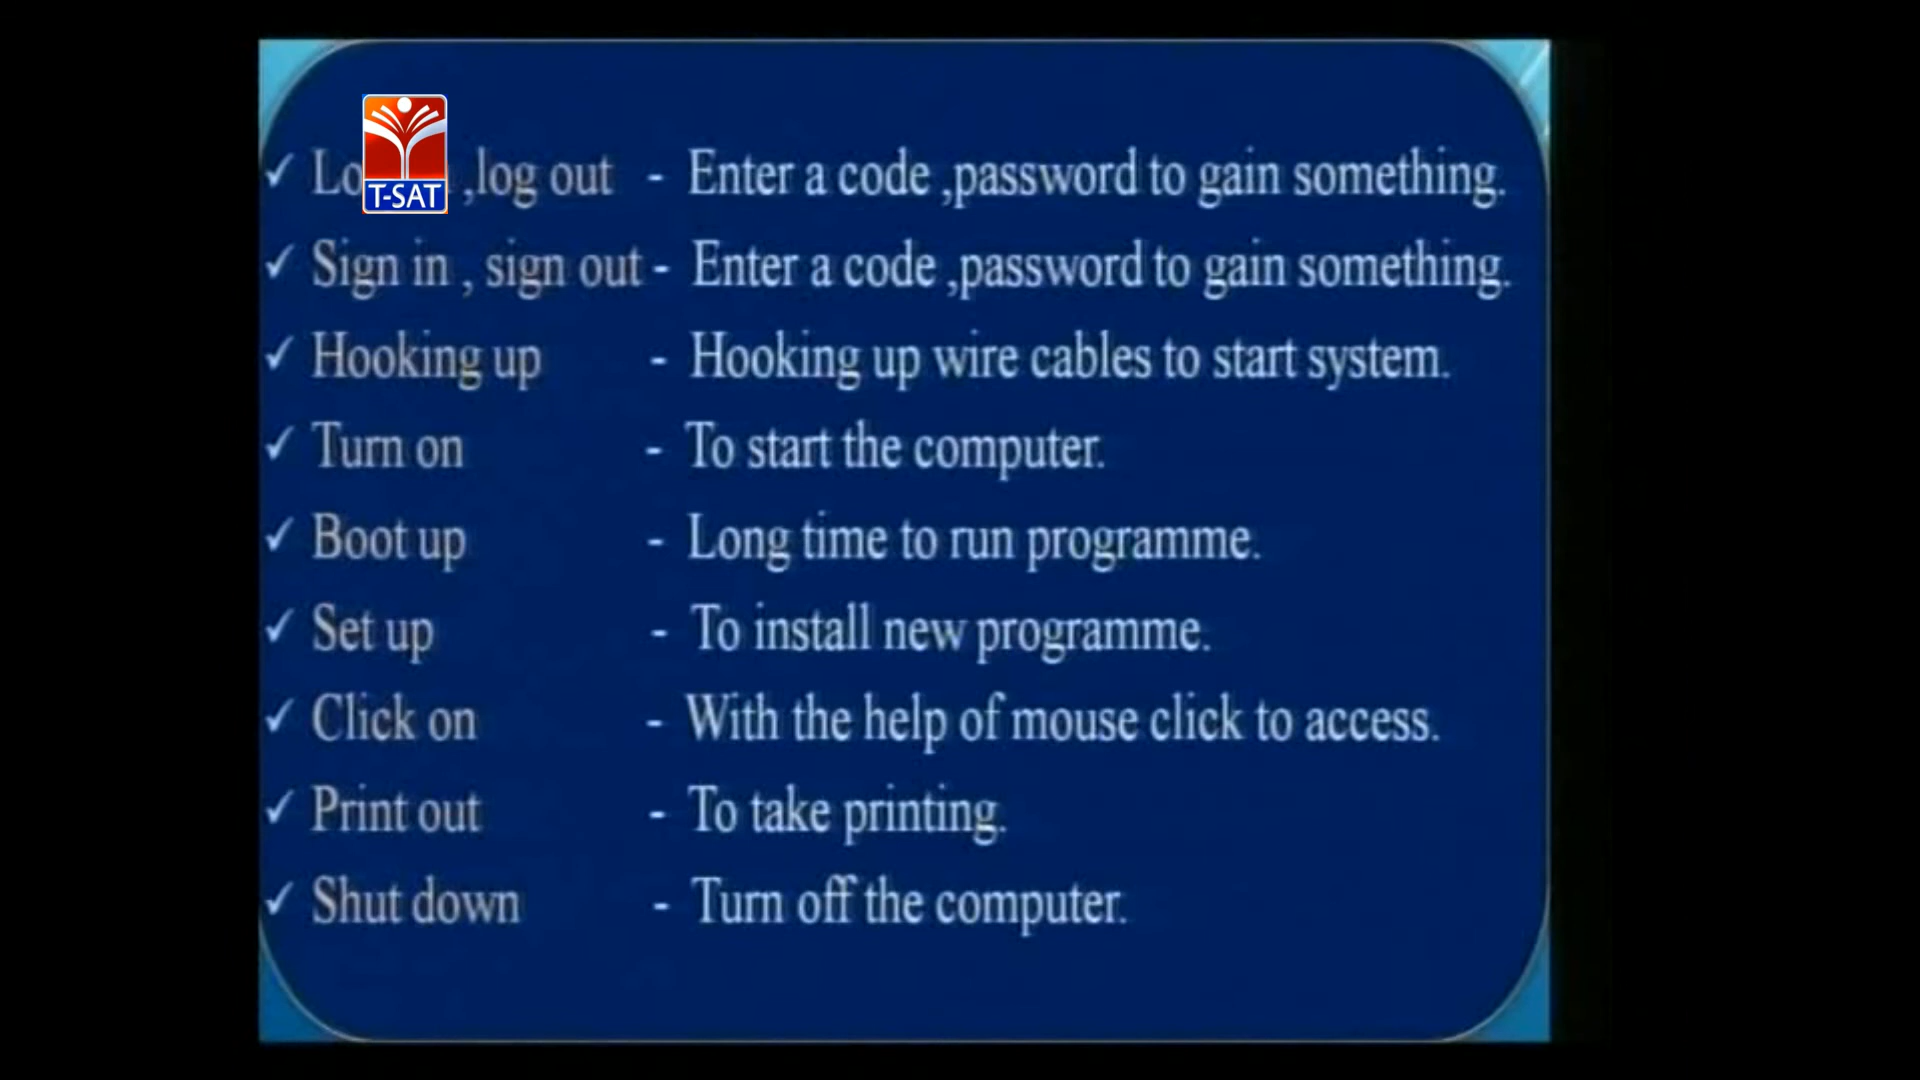 ✓ ,log out - Enter a code ,password to gain something.
T-SAT
✓ Sign in , sign out - Enter a code ,password to gain something.
✓ Hooking up - Hooking up wire cables to start system.
✓ Turn on - To start the computer.
✓ Boot up - Long time to run programme.
✓ Set up - To install new programme.
✓ Click on - With the help of mouse click to access.
✓ Print out - To take printing.
✓ Shut down - Turn off the computer.